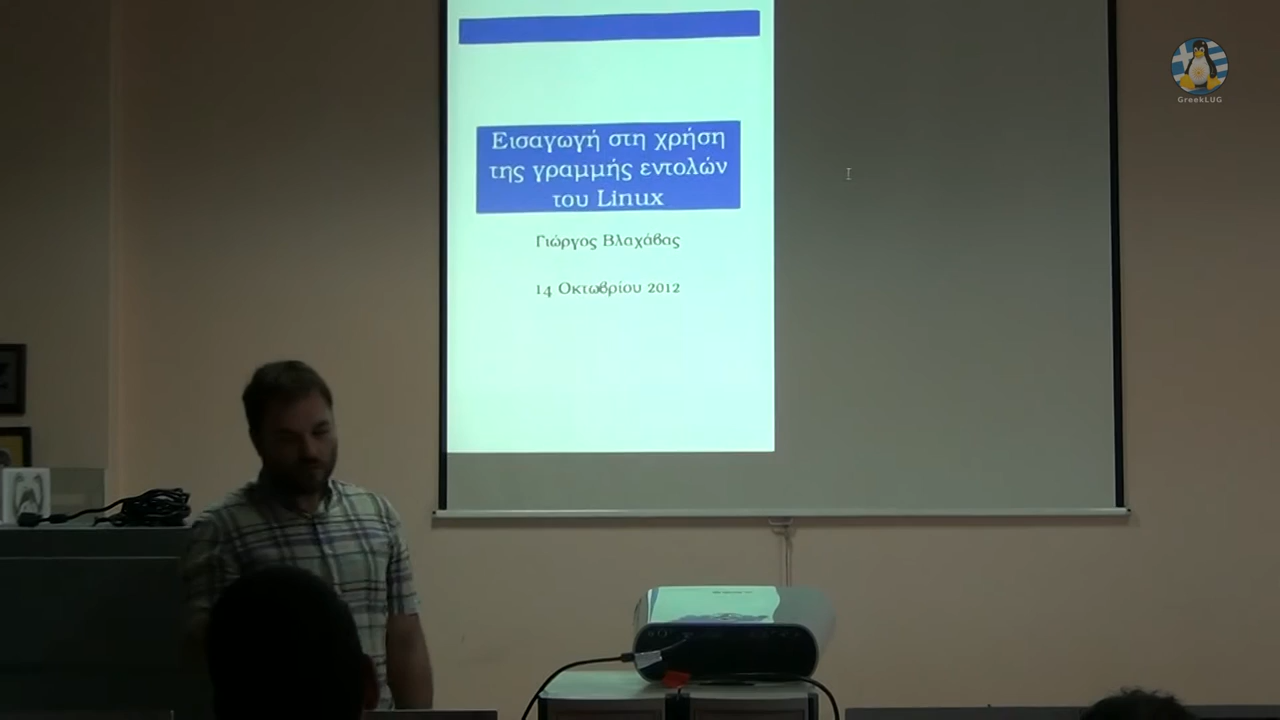 Εισαγωγή στη χρήση
της γραμμής εντολών
του Linux
Γιώργος Βλαχάβας
14 Οκτωβρίου 2012
GreekLUG